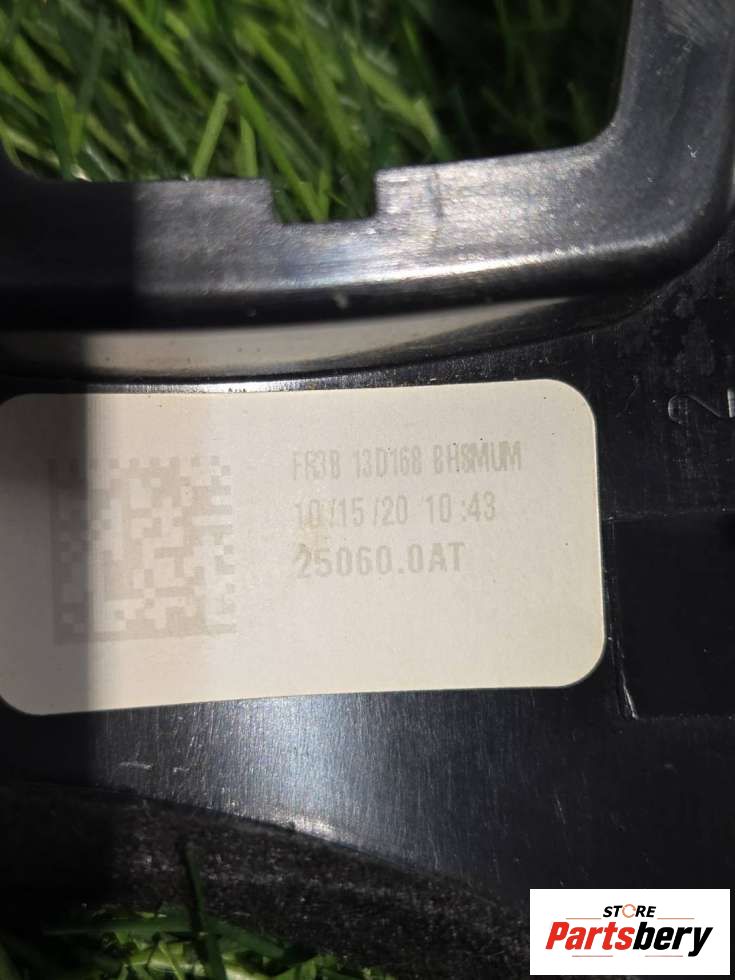 FR3B 13D168 BH8MUM
10/15/20 10:43
25060.0AT
STORE
Partsbery